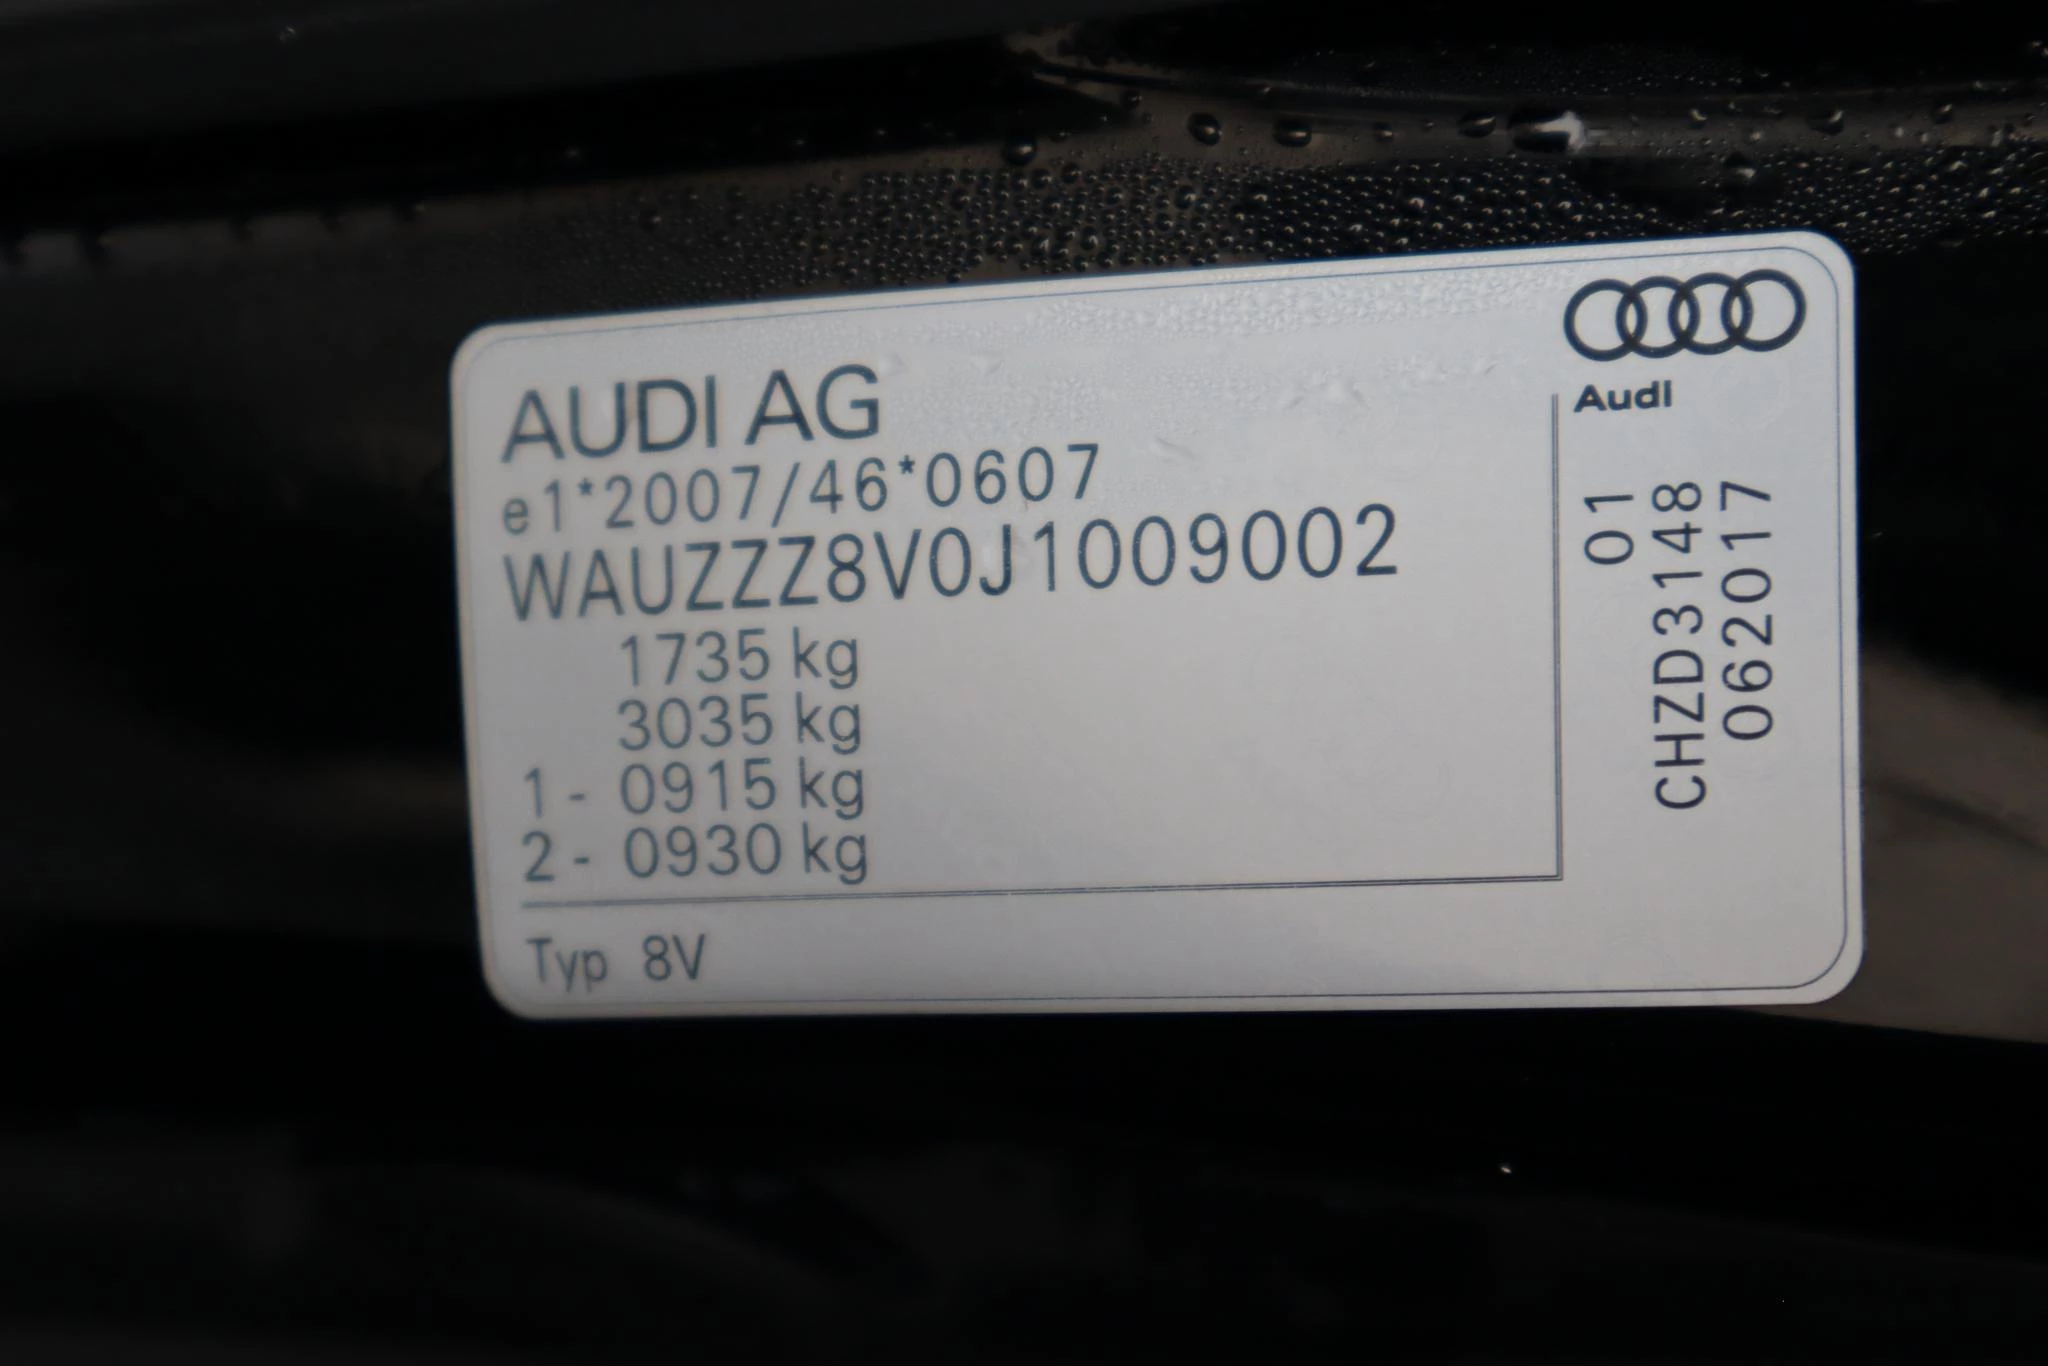 AUDI AG
e1*2007/46*0607
WAUZZZ8V0J1009002
1735 kg
3035 kg
1 - 0915 kg
2 - 0930 kg
Typ 8V
Audi
01
CHZD3148
062017